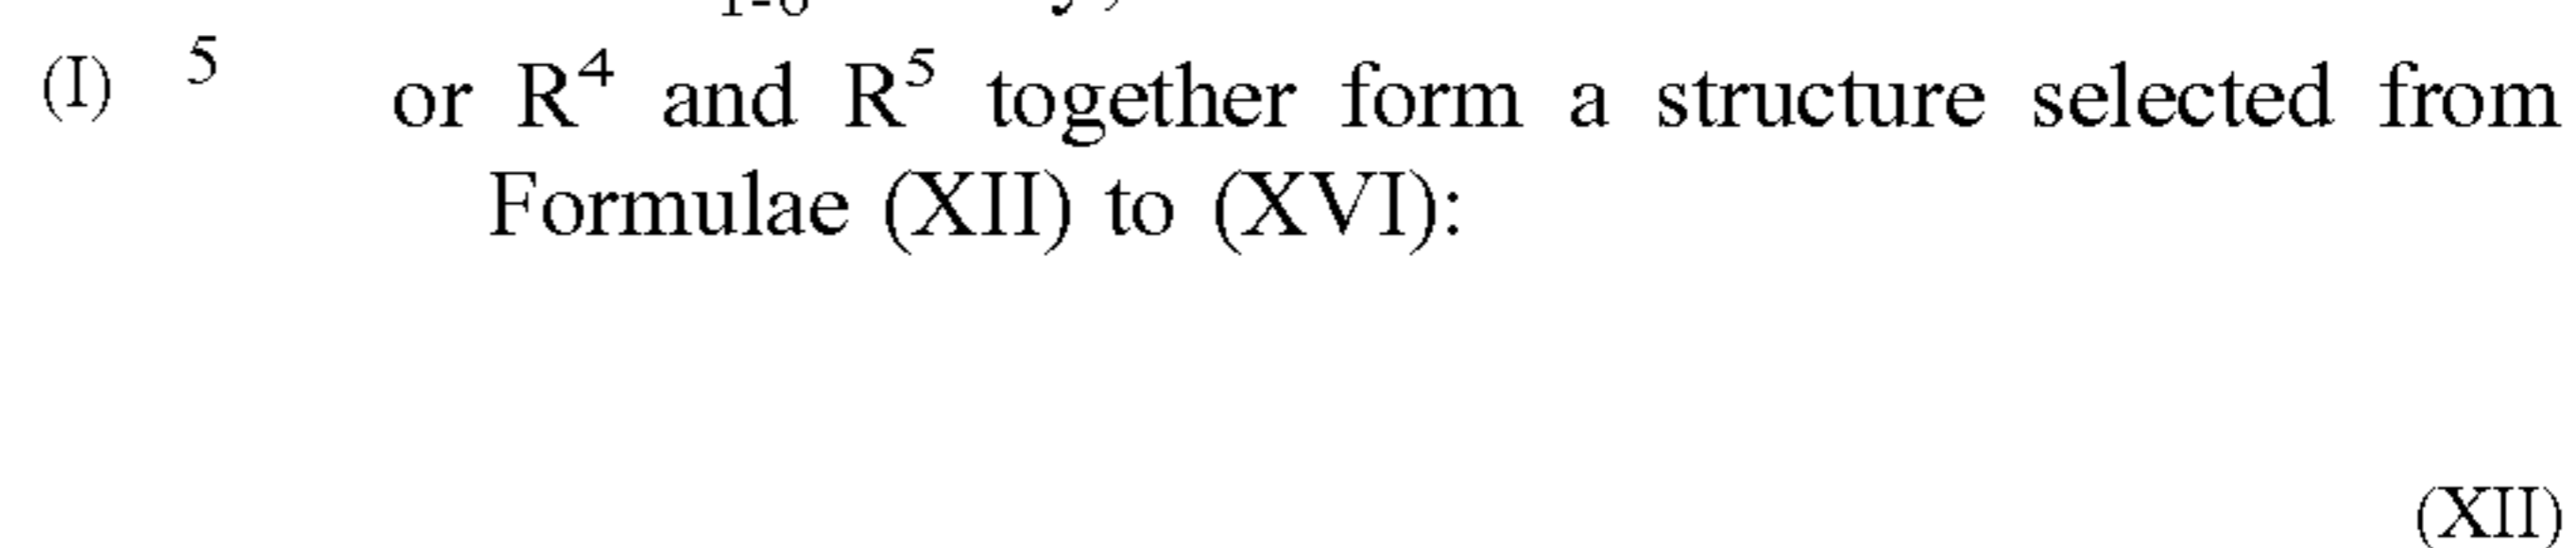 (I) 5 or R⁴ and R⁵ together form a structure selected from
Formulae (XII) to (XVI):
(XII)